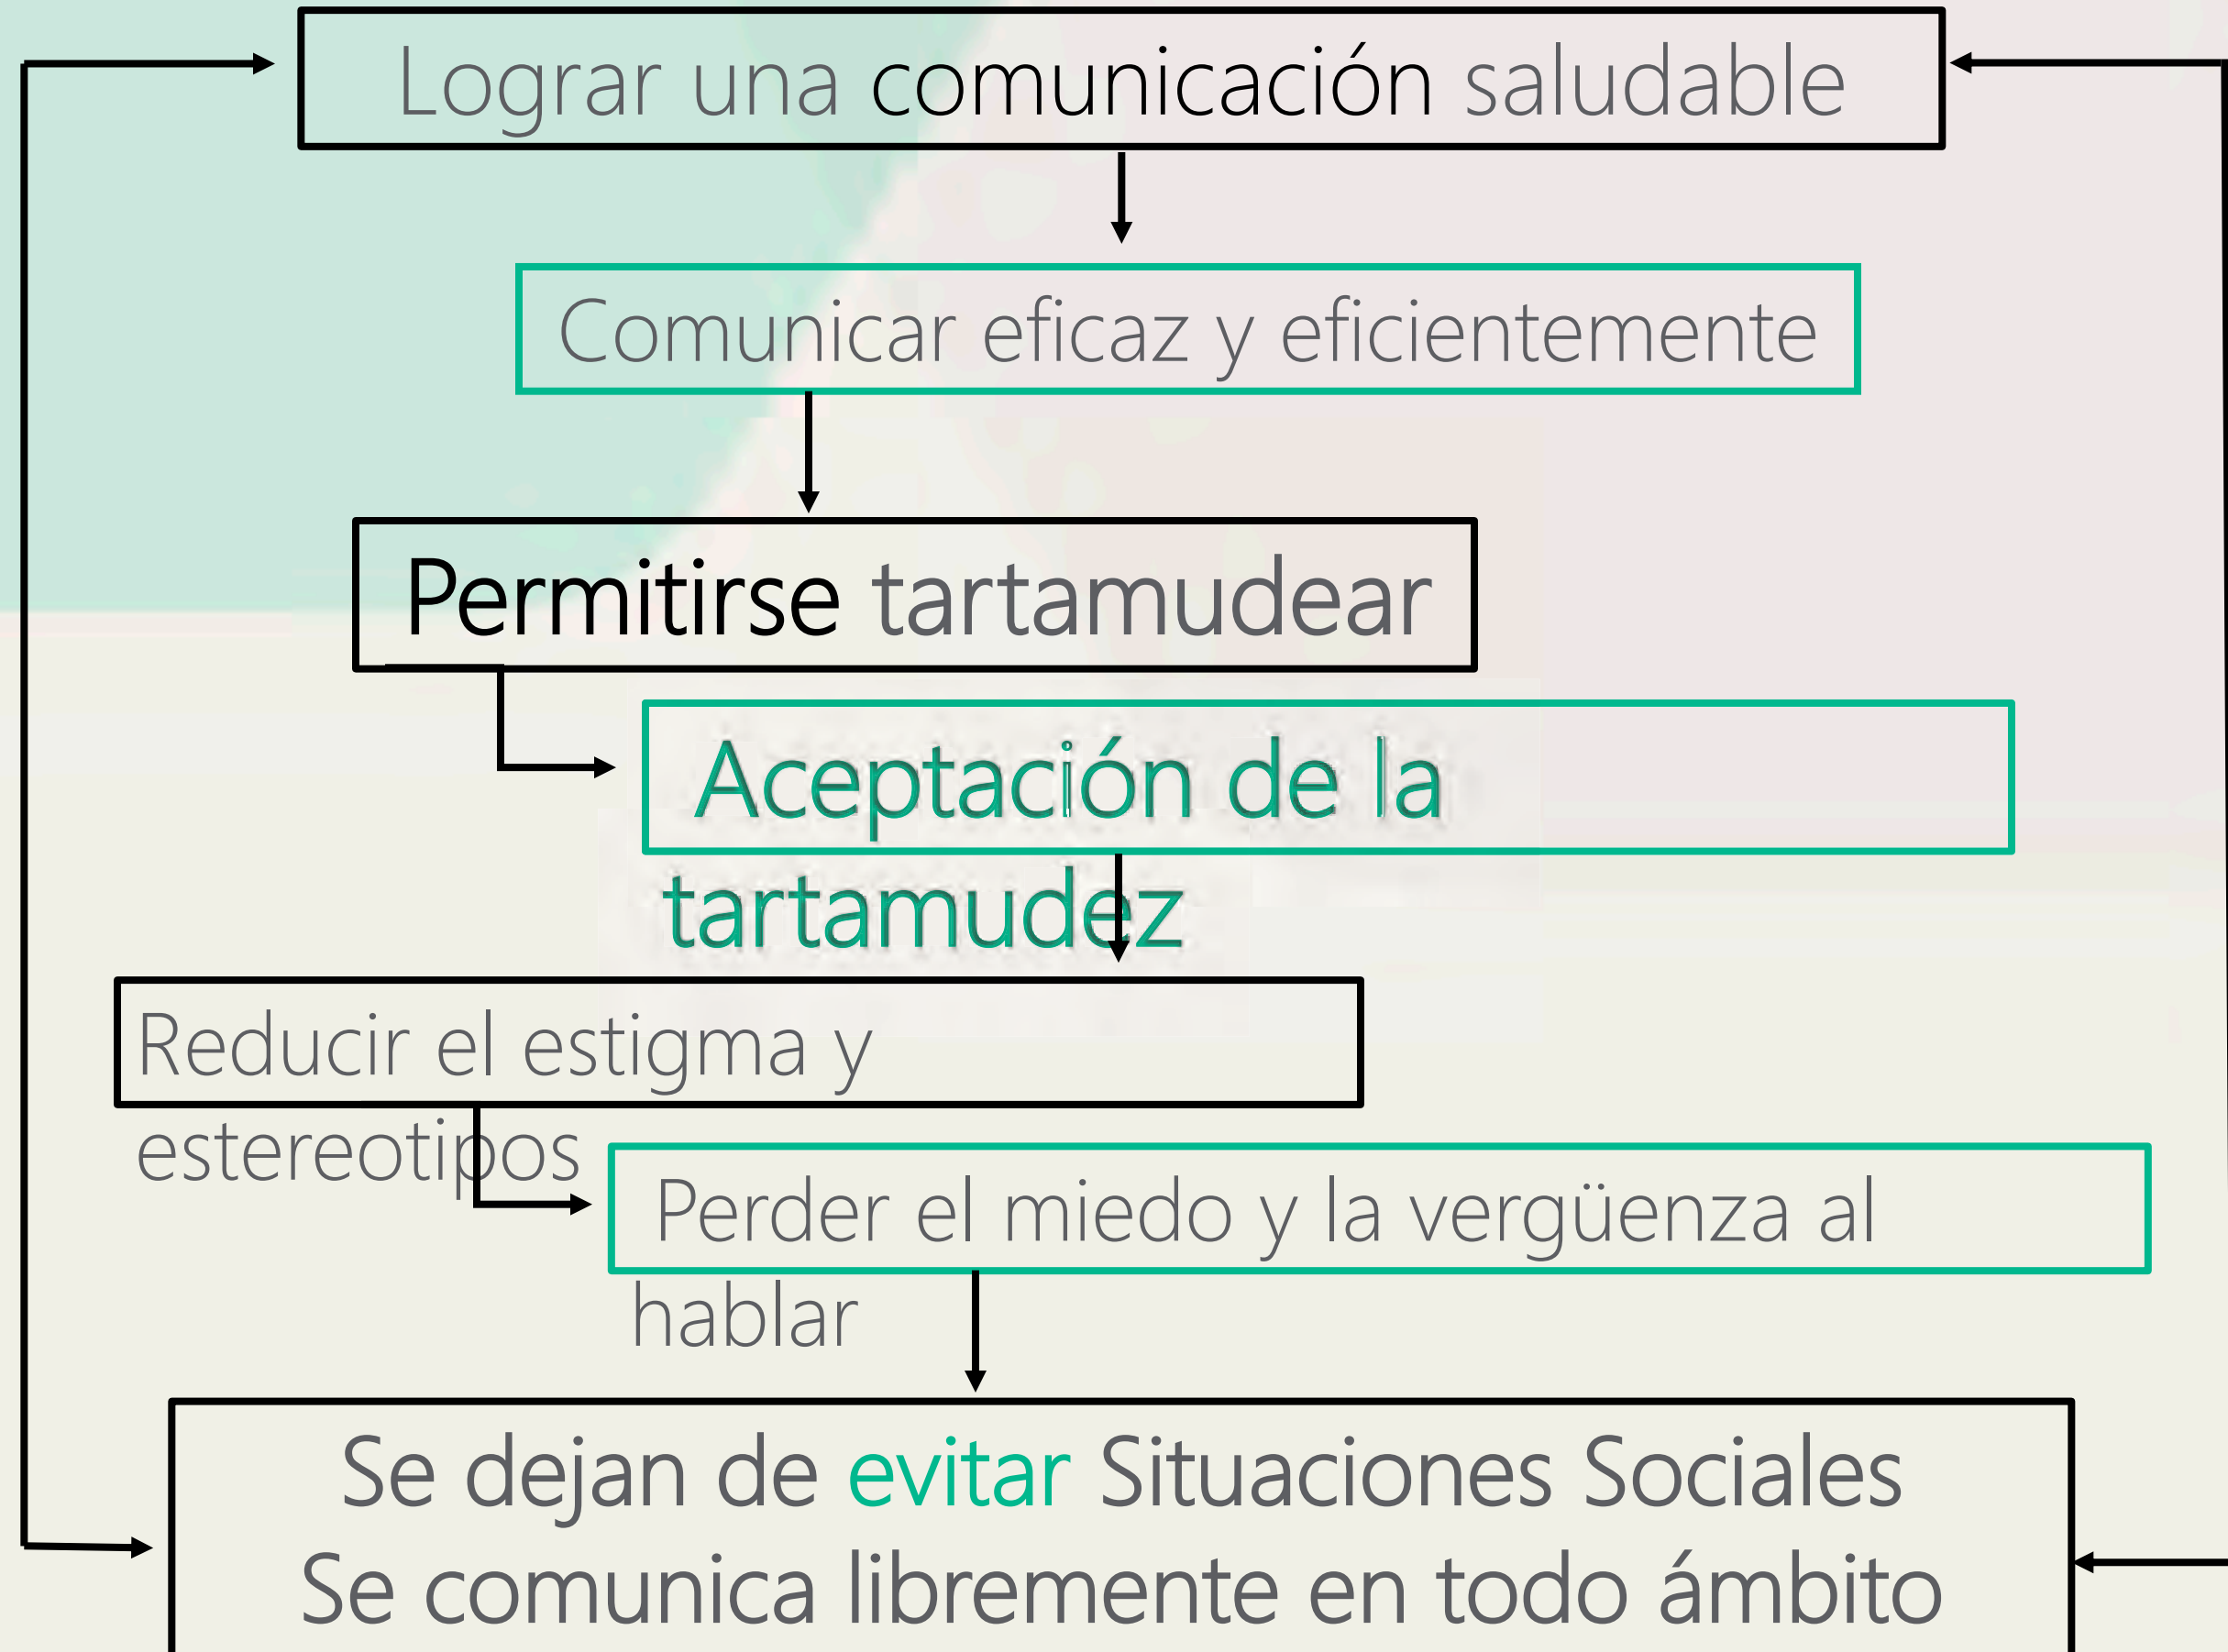 Lograr una comunicación saludable
Comunicar eficaz y eficientemente
Permitirse tartamudear
Aceptación de la
tartamudez
Reducir el estigma y
estereotipos
Perder el miedo y la vergüenza al
hablar
Se dejan de evitar Situaciones Sociales
Se comunica libremente en todo ámbito